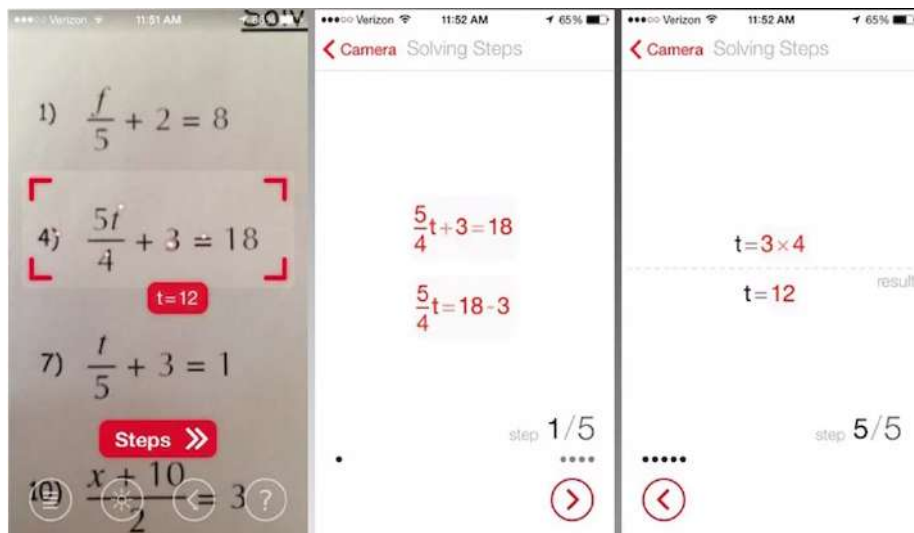 Verizon 11:51 AM
Solv
1) f/5 + 2 = 8
4) 5t/4 + 3 = 18
t=12
7) t/5 + 3 = 1
Steps
10) x + 10/2 = 3
Verizon 11:52 AM 65%
Camera Solving Steps
5/4t+3=18
5/4t=18-3
step 1/5
Verizon 11:52 AM 65%
Camera Solving Steps
t=3×4
result
t=12
step 5/5